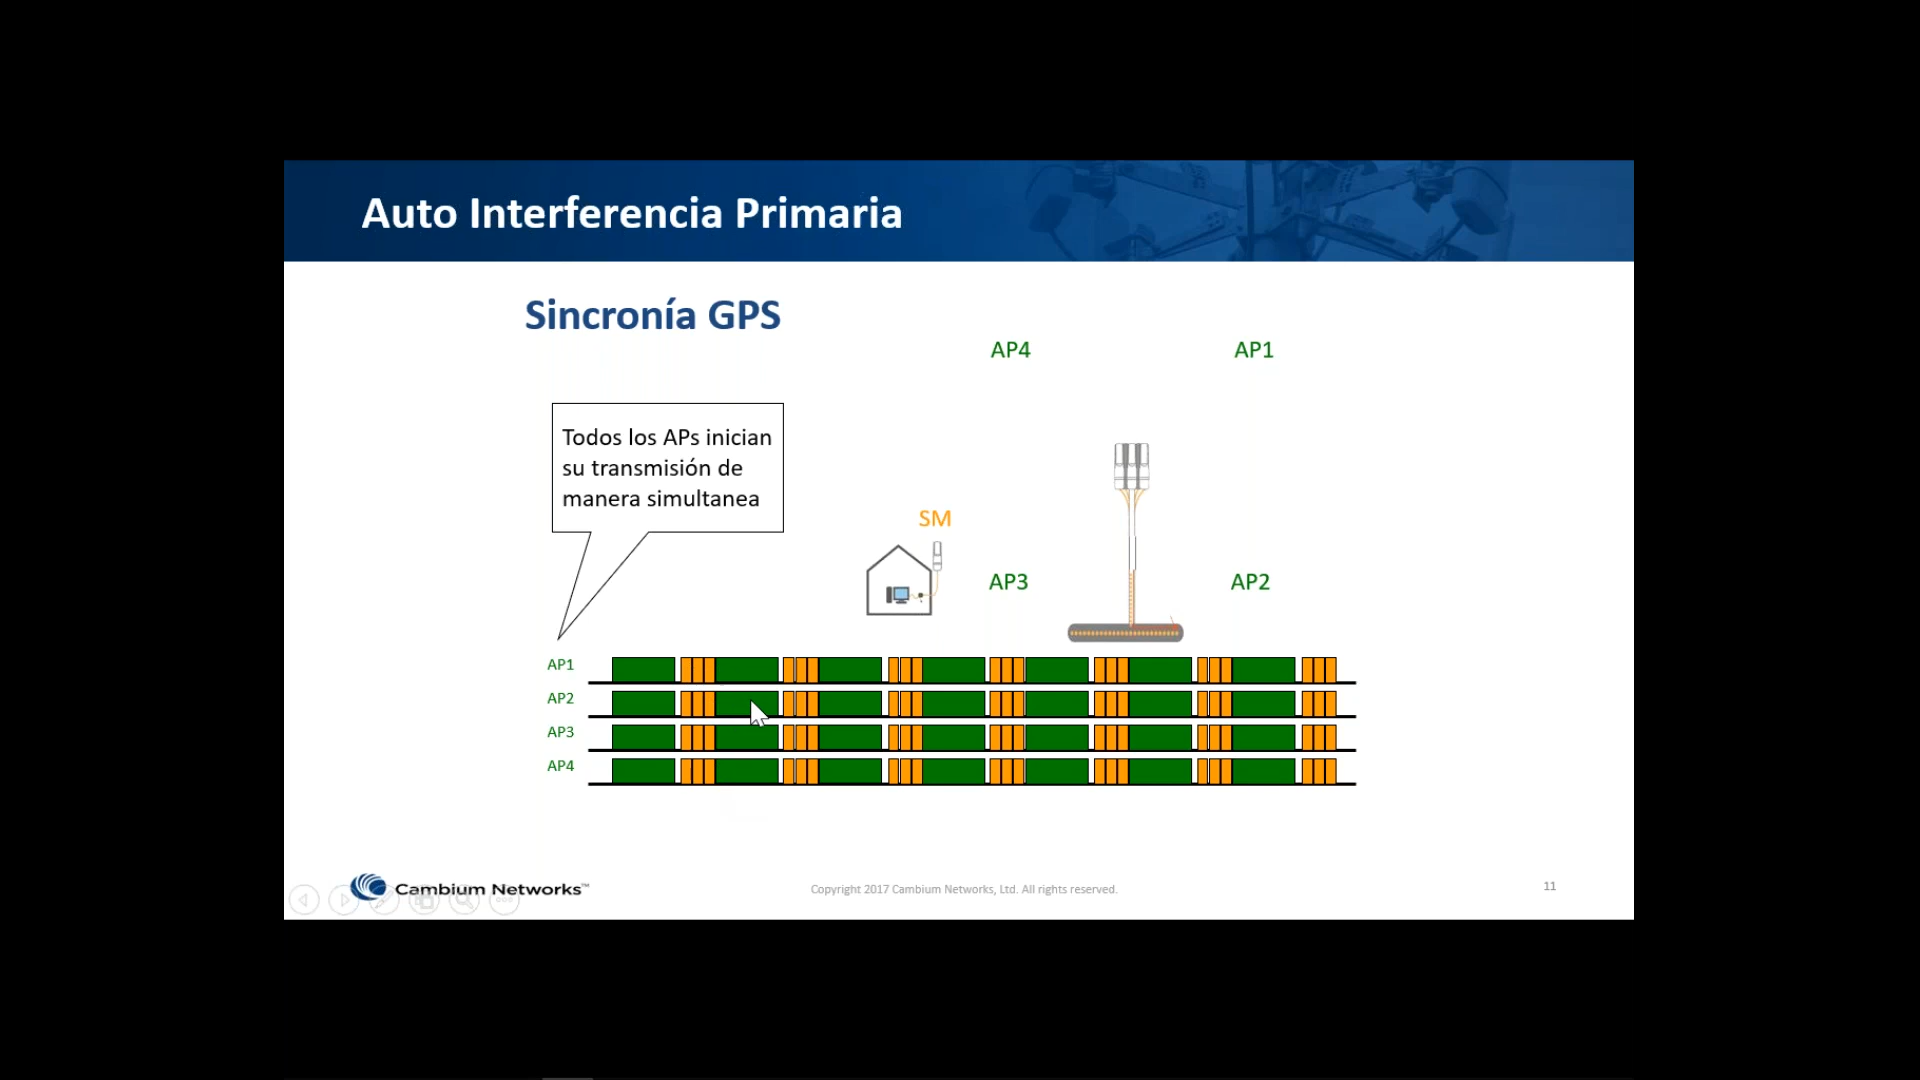 Auto Interferencia Primaria
Sincronía GPS
AP4
AP1
Todos los APs inician
su transmisión de
manera simultanea
SM
AP3
AP2
AP1
AP2
AP3
AP4
Cambium Networks™
Copyright 2017 Cambium Networks, Ltd. All rights reserved.
11